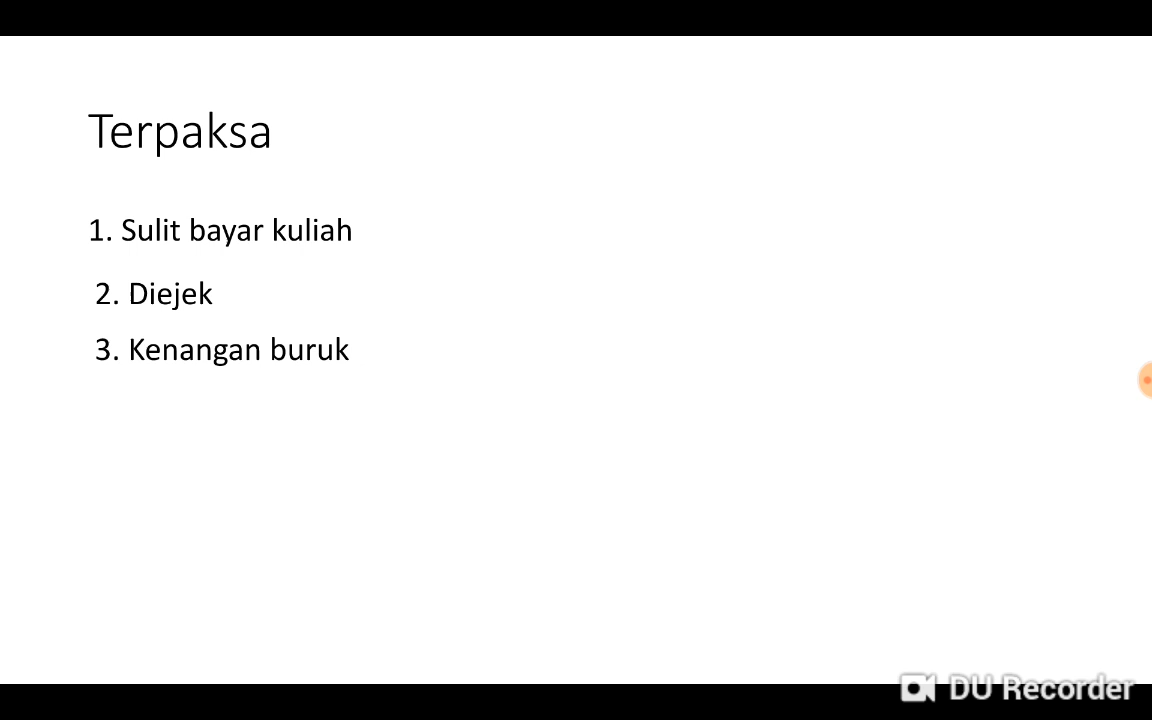 Terpaksa
1. Sulit bayar kuliah
2. Diejek
3. Kenangan buruk
DU Recorder